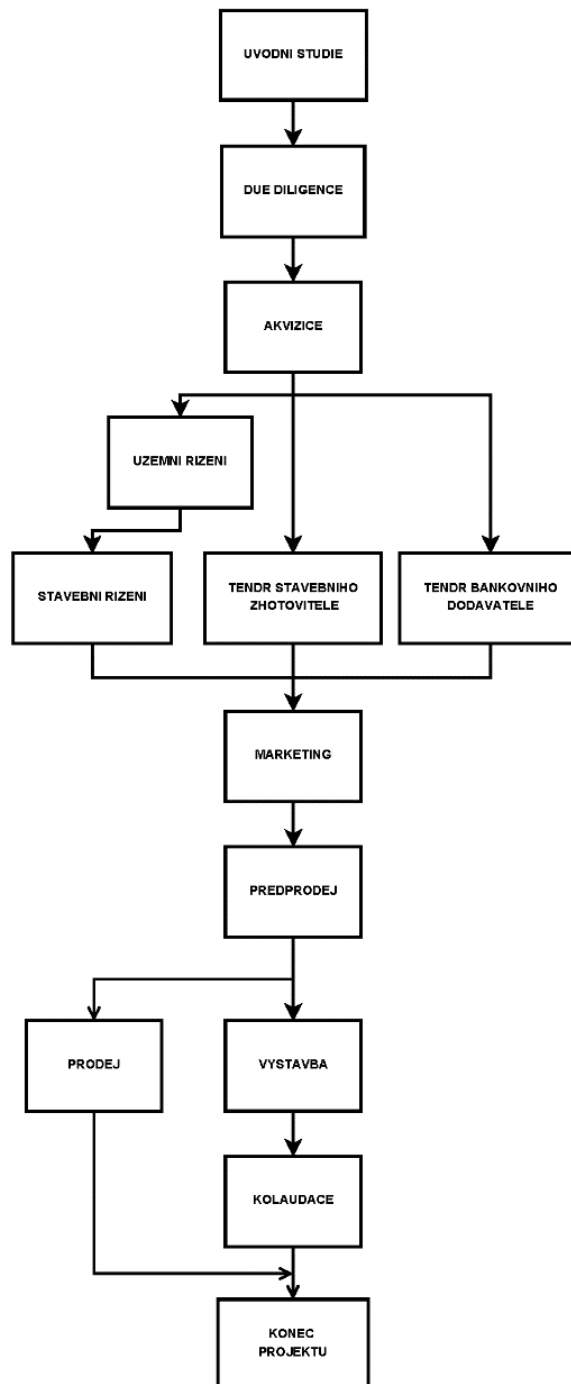 UVODNI STUDIE
DUE DILIGENCE
AKVIZICE
UZEMNI RIZENI
STAVEBNI RIZENI
TENDR STAVEBNIHO
ZHOTOVITELE
TENDR BANKOVNIHO
DODAVATELE
MARKETING
PREDPRODEJ
PRODEJ
VYSTAVBA
KOLAUDACE
KONEC
PROJEKTU